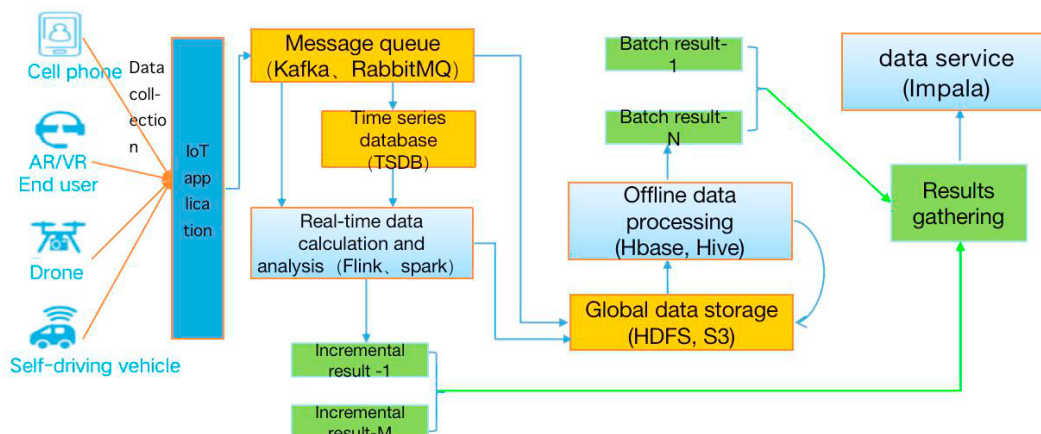 Cell phone
AR/VR
End user
Drone
Self-driving vehicle
Data
coll-
ectio
n
IoT
app
lica
tion
Message queue
(Kafka、RabbitMQ)
Time series
database
(TSDB)
Real-time data
calculation and
analysis（Flink、spark）
Incremental
result -1
Incremental
result-M
Batch result-
1
Batch result-
N
Offline data
processing
(Hbase, Hive)
Global data storage
(HDFS, S3)
data service
(Impala)
Results
gathering